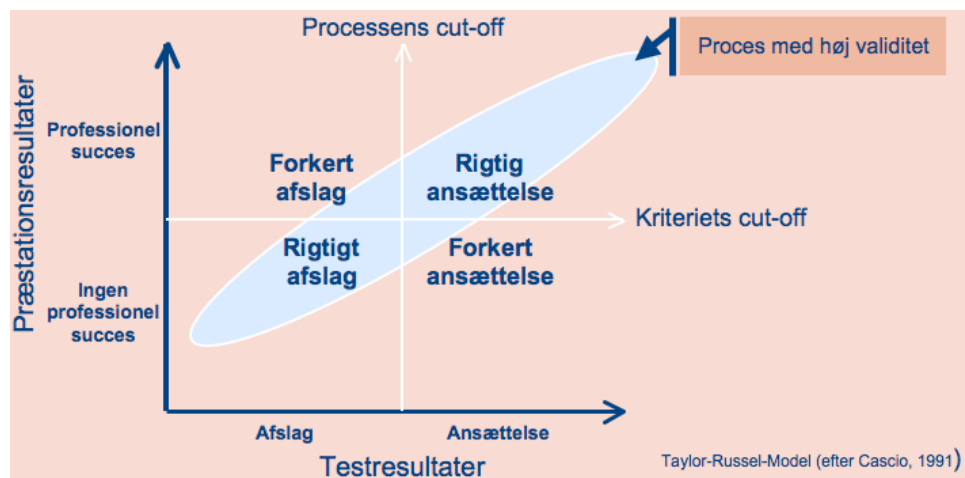 Processens cut-off
Proces med høj validitet
Præstationsresultater
Professionel
succes
Forkert
afslag
Rigtig
ansættelse
Kriteriets cut-off
Rigtigt
afslag
Forkert
ansættelse
Ingen
professionel
succes
Afslag
Ansættelse
Testresultater
Taylor-Russel-Model (efter Cascio, 1991)